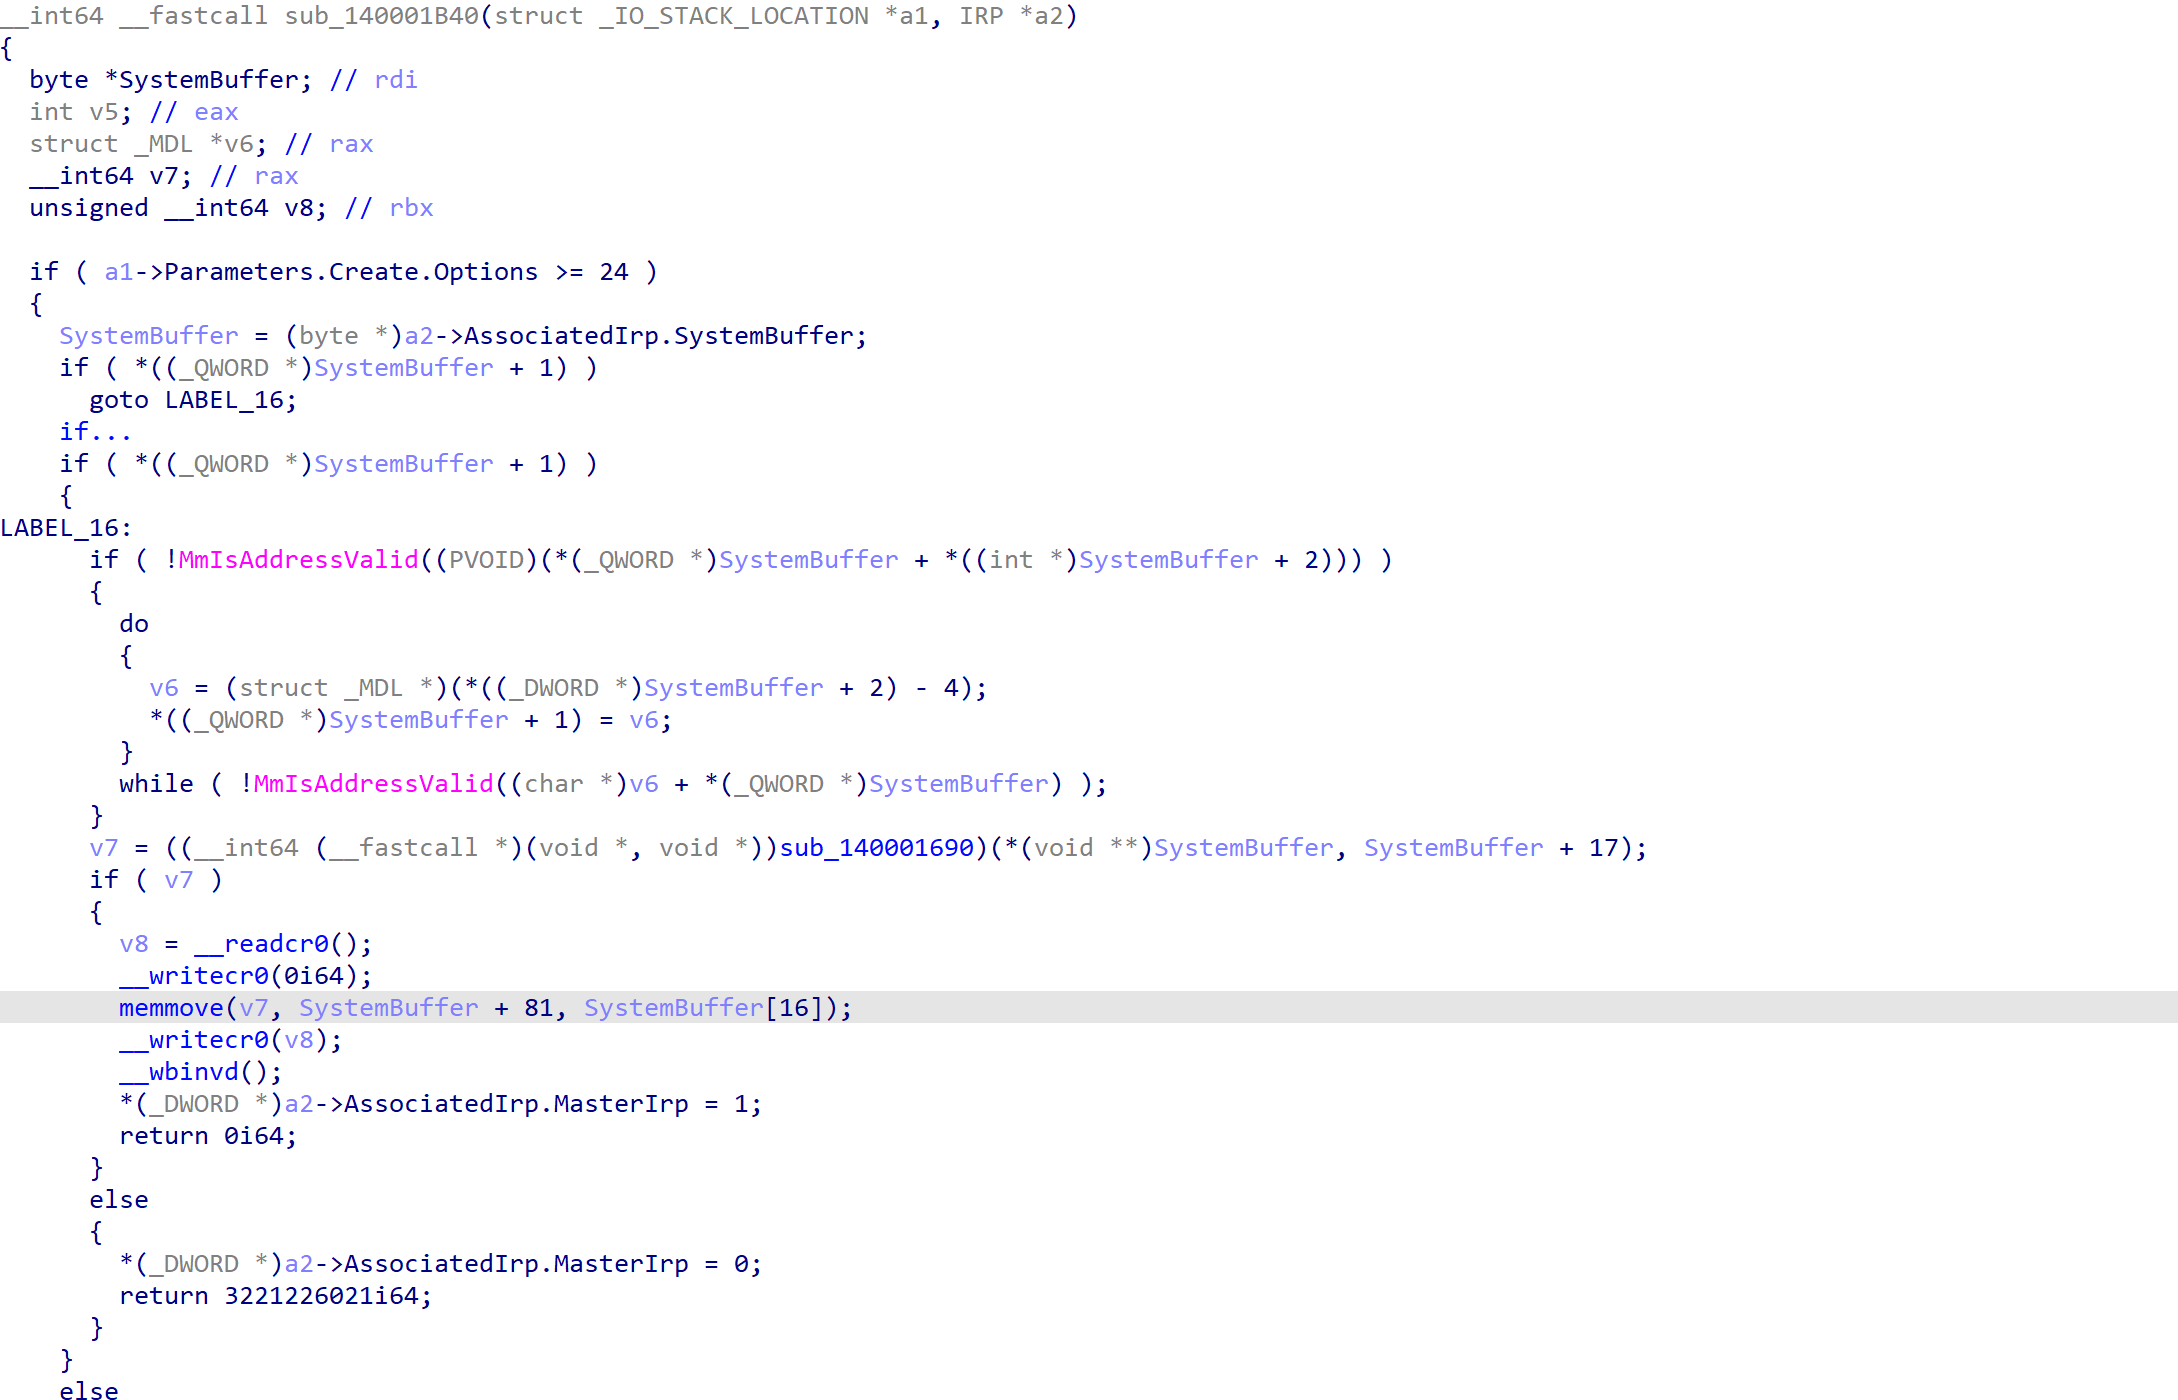 __int64 __fastcall sub_140001B40(struct _IO_STACK_LOCATION *a1, IRP *a2)
{
  byte *SystemBuffer; // rdi
  int v5; // eax
  struct _MDL *v6; // rax
  __int64 v7; // rax
  unsigned __int64 v8; // rbx

  if ( a1->Parameters.Create.Options >= 24 )
  {
    SystemBuffer = (byte *)a2->AssociatedIrp.SystemBuffer;
    if ( *((_QWORD *)SystemBuffer + 1) )
      goto LABEL_16;
    if...
    if ( *((_QWORD *)SystemBuffer + 1) )
    {
LABEL_16:
      if ( !MmIsAddressValid((PVOID)(*(_QWORD *)SystemBuffer + *((int *)SystemBuffer + 2))) )
      {
        do
        {
          v6 = (struct _MDL *)(*((_DWORD *)SystemBuffer + 2) - 4);
          *((_QWORD *)SystemBuffer + 1) = v6;
        }
        while ( !MmIsAddressValid((char *)v6 + *(_QWORD *)SystemBuffer) );
      }
      v7 = ((__int64 (__fastcall *)(void *, void *))sub_140001690)(*(void **)SystemBuffer, SystemBuffer + 17);
      if ( v7 )
      {
        v8 = __readcr0();
        __writecr0(0i64);
        memmove(v7, SystemBuffer + 81, SystemBuffer[16]);
        __writecr0(v8);
        __wbinvd();
        *(_DWORD *)a2->AssociatedIrp.MasterIrp = 1;
        return 0i64;
      }
      else
      {
        *(_DWORD *)a2->AssociatedIrp.MasterIrp = 0;
        return 3221226021i64;
      }
    }
    else